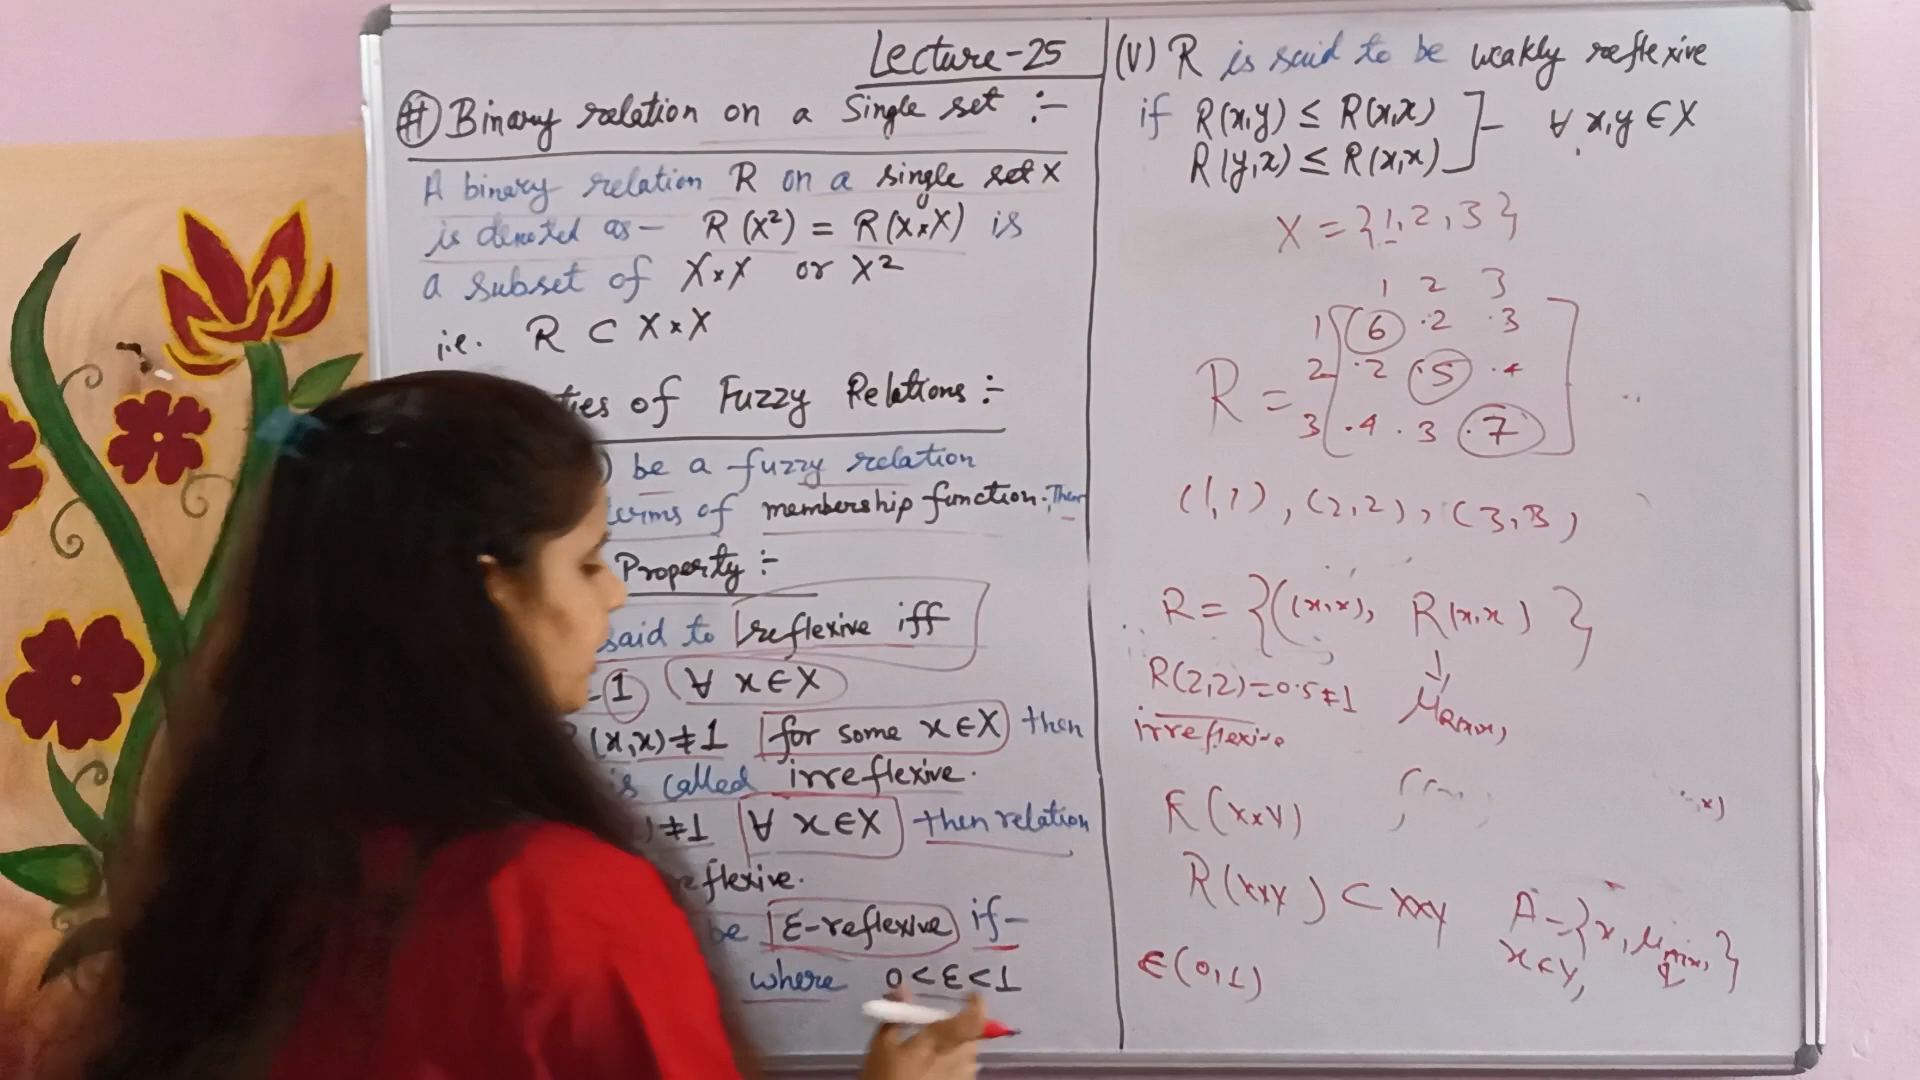 Lecture-25
# Binary relation on a Single set :-
A binary relation R on a single set X
is denoted as - R (X²) = R(X×X) is
a subset of X×X or X²
i.e. R ⊂ X×X
ties of Fuzzy Relations :-
) be a fuzzy relation
terms of membership function. Then
Property :-
said to reflexive iff
-1 ∀ x∈X
(x,x) ≠ 1 for some x∈X then
is called irreflexive.
) ≠ 1 ∀ x∈X then relation
reflexive.
be ε-reflexive if -
where 0<ε<1
(V) R is said to be weakly reflexive
if R(x,y) ≤ R(x,x)
R(y,x) ≤ R(x,x) ] - ∀ x,y ∈ X
X = {1,2,3}
1 2 3
1 6 .2 .3
R = 2 .2 .5 .4
3 .4 .3 .7
(1,1), (2,2), (3,3)
R = {((x,x), R(x,x) }
R(2,2)=0.5≠1
irreflexive
R(X×Y) ⊂ X×Y
∈(0,1)